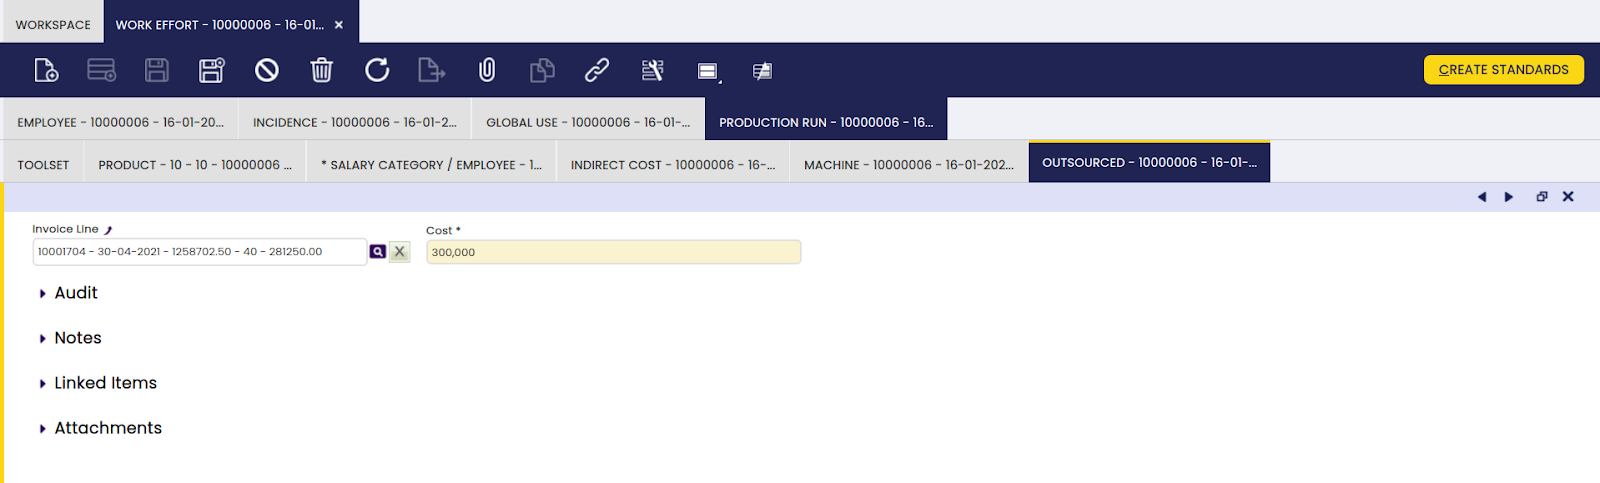 WORKSPACE
WORK EFFORT - 10000006 - 16-01... ×
CREATE STANDARDS
EMPLOYEE - 10000006 - 16-01-20...
INCIDENCE - 10000006 - 16-01-2...
GLOBAL USE - 10000006 - 16-01-...
PRODUCTION RUN - 10000006 - 16...
TOOLSET
PRODUCT - 10 - 10 - 10000006 ...
* SALARY CATEGORY / EMPLOYEE - 1...
INDIRECT COST - 10000006 - 16-...
MACHINE - 10000006 - 16-01-202...
OUTSOURCED - 10000006 - 16-01-...
Invoice Line
10001704 - 30-04-2021 - 1258702.50 - 40 - 281250.00
Cost *
300,000
Audit
Notes
Linked Items
Attachments